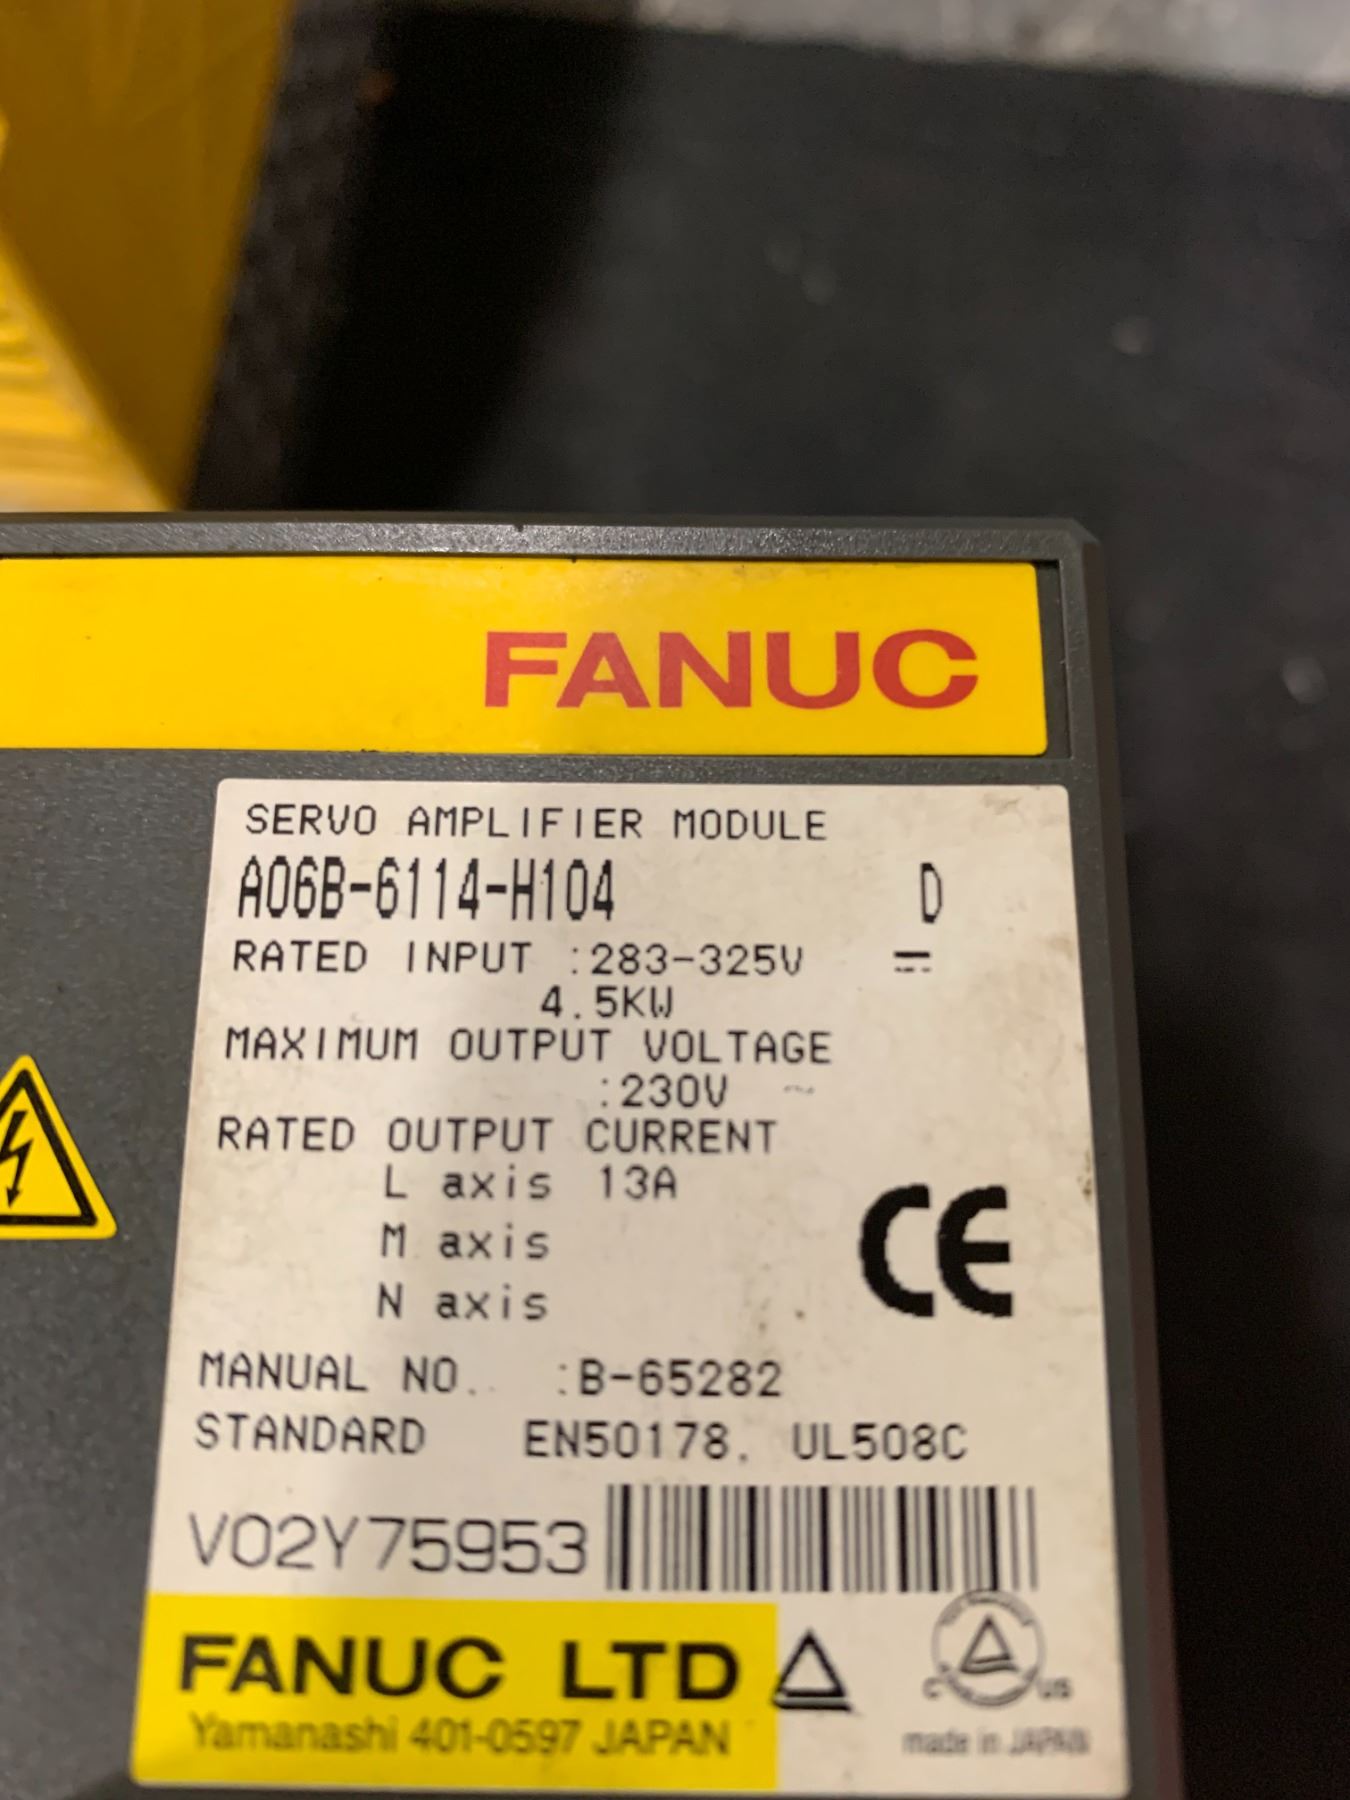 FANUC
SERVO AMPLIFIER MODULE
A06B-6114-H104 D
RATED INPUT :283-325V ⎓
4.5KW
MAXIMUM OUTPUT VOLTAGE
:230V ~
RATED OUTPUT CURRENT
L axis 13A
M axis
N axis
CE
MANUAL NO. :B-65282
STANDARD EN50178, UL508C
V02Y75953
FANUC LTD
Yamanashi 401-0597 JAPAN
C US
made in JAPAN